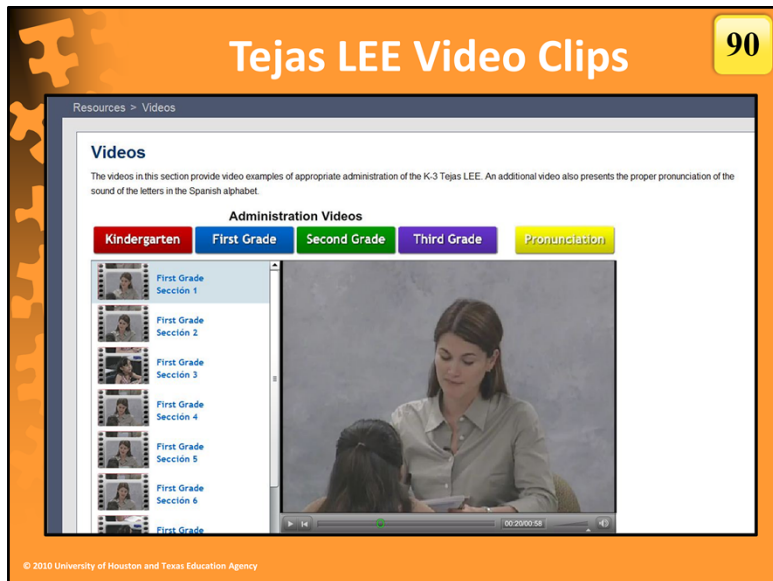 Tejas LEE Video Clips
90
Resources > Videos
Videos
The videos in this section provide video examples of appropriate administration of the K-3 Tejas LEE. An additional video also presents the proper pronunciation of the
sound of the letters in the Spanish alphabet.
Administration Videos
Kindergarten First Grade Second Grade Third Grade Pronunciation
First Grade
Sección 1
First Grade
Sección 2
First Grade
Sección 3
First Grade
Sección 4
First Grade
Sección 5
First Grade
Sección 6
First Grade
00:20/00:58
© 2010 University of Houston and Texas Education Agency